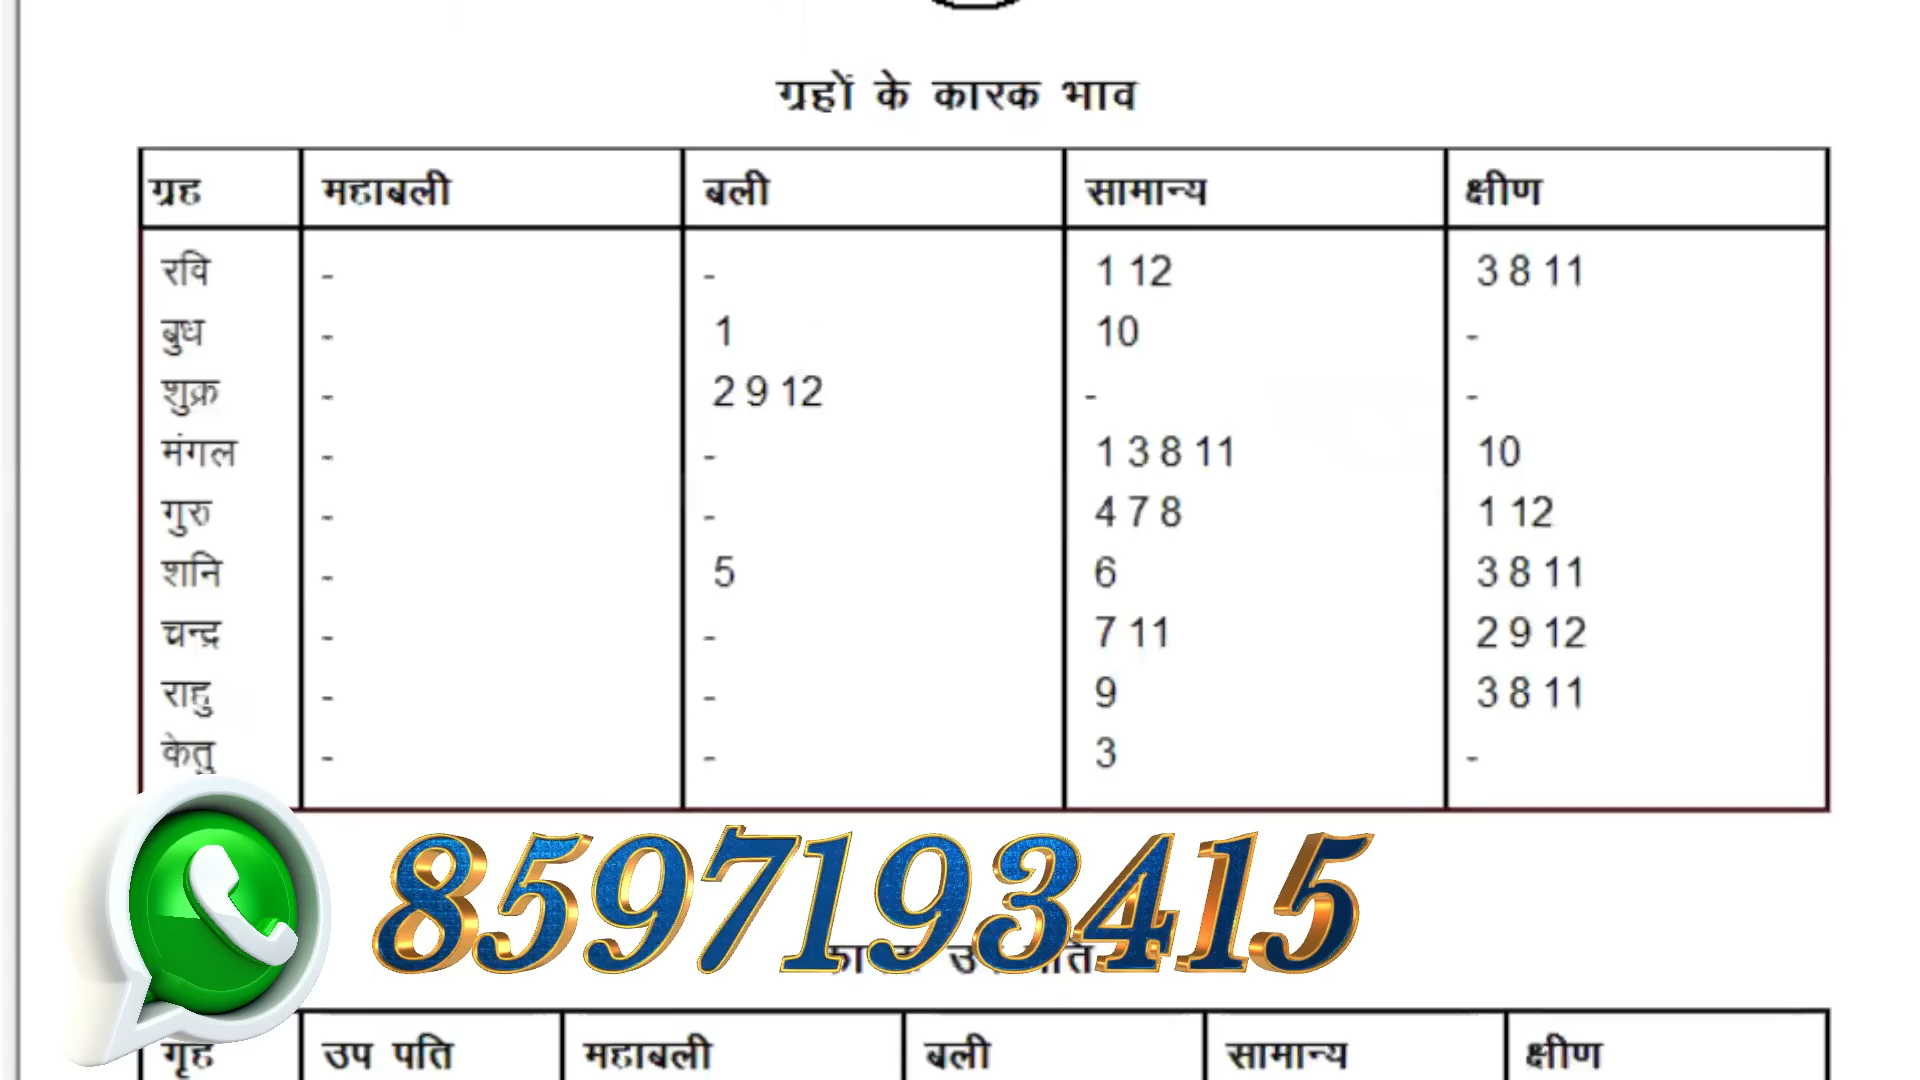 ग्रहों के कारक भाव
ग्रह महाबली बली सामान्य क्षीण
रवि - - 1 12 3 8 11
बुध - 1 10 -
शुक्र - 2 9 12 - -
मंगल - - 1 3 8 11 10
गुरु - - 4 7 8 1 12
शनि - 5 6 3 8 11
चन्द्र - - 7 11 2 9 12
राहु - - 9 3 8 11
केतु - - 3 -
8597193415
गृह उप पति महाबली बली सामान्य क्षीण